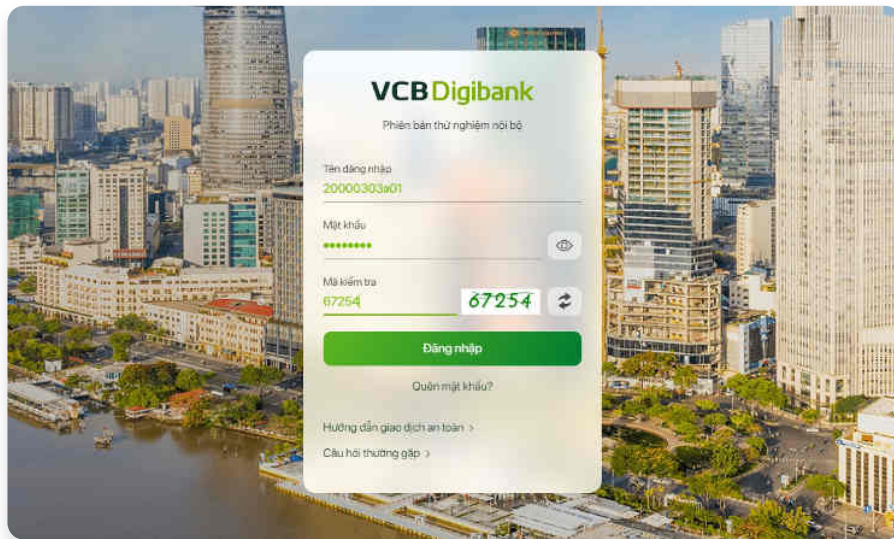 VCB Digibank
Phiên bản thử nghiệm nội bộ
Tên đăng nhập
20000303a01
Mật khẩu
Mã kiểm tra
67254 67254
Đăng nhập
Quên mật khẩu?
Hướng dẫn giao dịch an toàn >
Câu hỏi thường gặp >